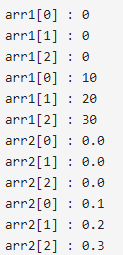 arr1[0] : 0
arr1[1] : 0
arr1[2] : 0
arr1[0] : 10
arr1[1] : 20
arr1[2] : 30
arr2[0] : 0.0
arr2[1] : 0.0
arr2[2] : 0.0
arr2[0] : 0.1
arr2[1] : 0.2
arr2[2] : 0.3